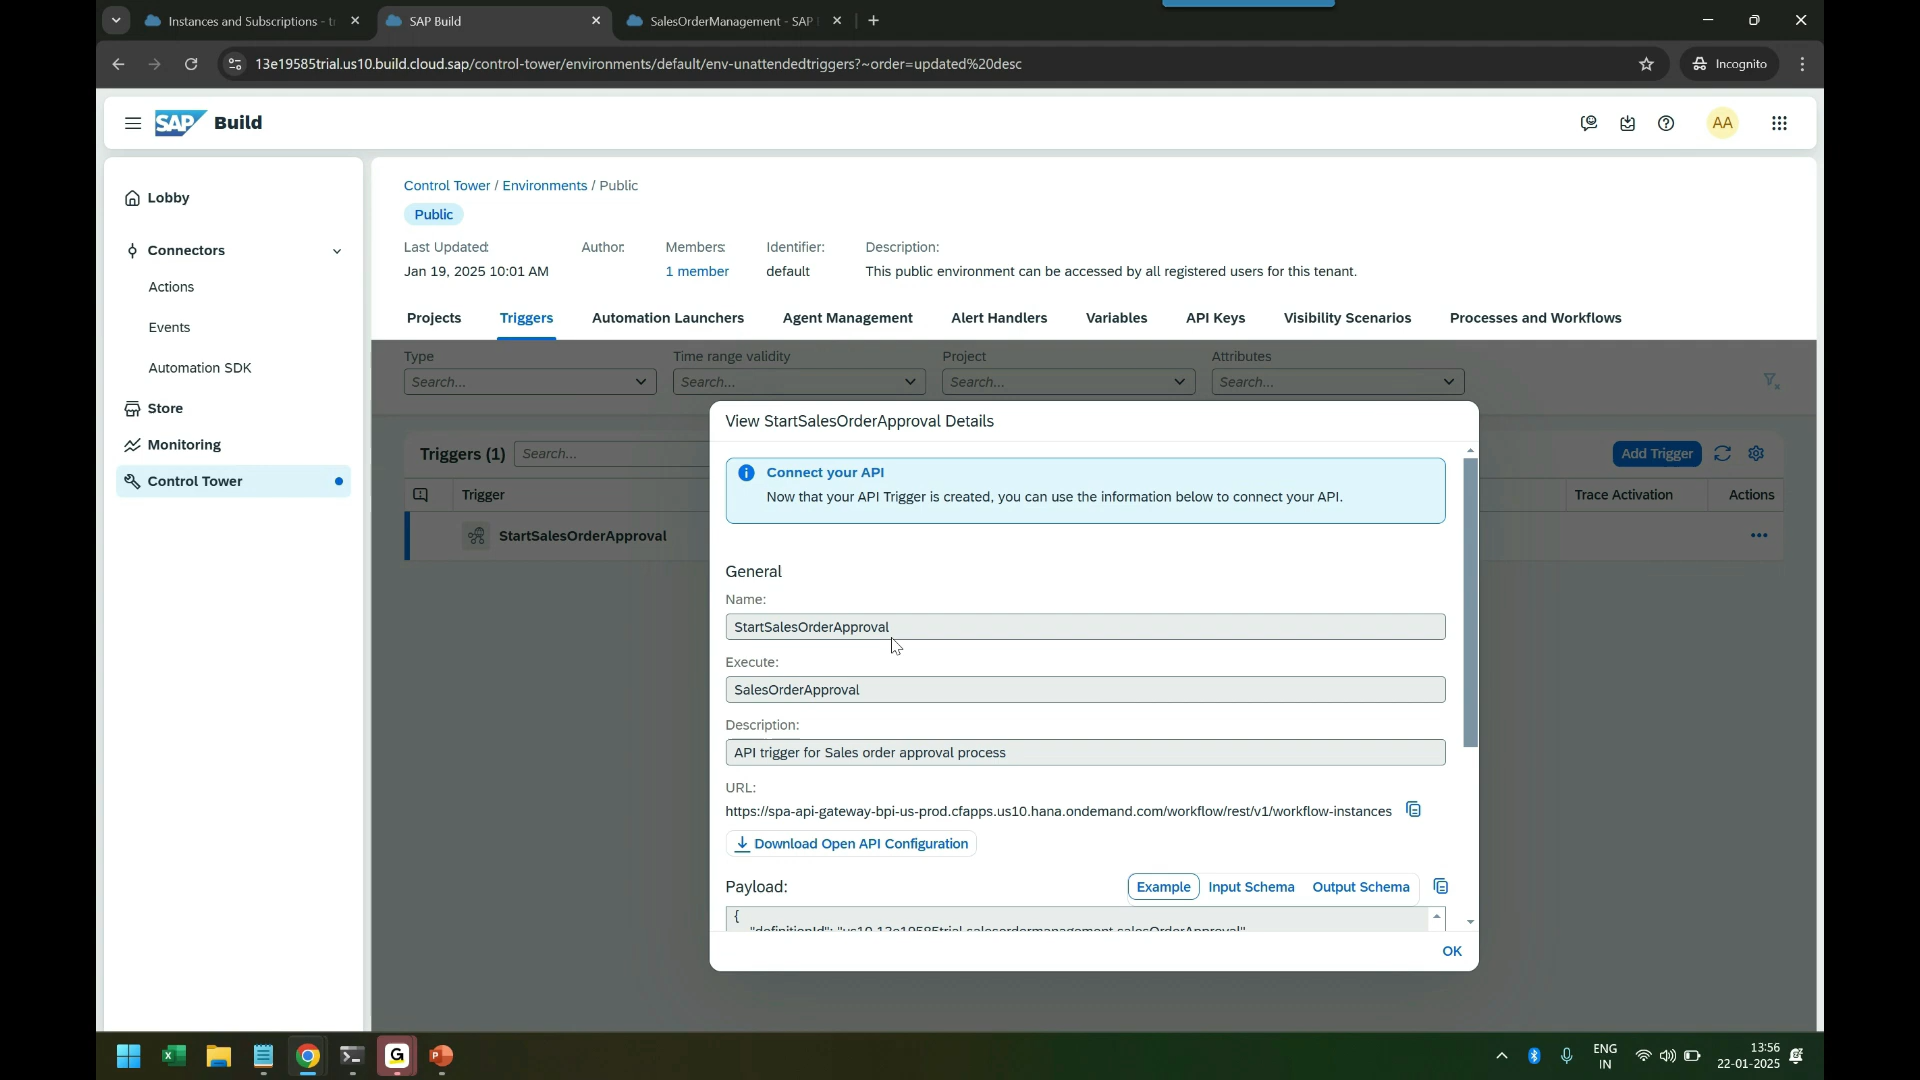 Instances and Subscriptions - t
SAP Build
SalesOrderManagement - SAP
13e19585trial.us10.build.cloud.sap/control-tower/environments/default/env-unattendedtriggers?~order=updated%20desc
Incognito
SAP Build
AA
Lobby
Connectors
Actions
Events
Automation SDK
Store
Monitoring
Control Tower
Control Tower / Environments / Public
Public
Last Updated:
Author:
Members:
Identifier:
Description:
Jan 19, 2025 10:01 AM
1 member
default
This public environment can be accessed by all registered users for this tenant.
Projects
Triggers
Automation Launchers
Agent Management
Alert Handlers
Variables
API Keys
Visibility Scenarios
Processes and Workflows
Type
Time range validity
Project
Attributes
Search...
Search...
Search...
Search...
Triggers (1)
Search...
Add Trigger
Trigger
Trace Activation
Actions
StartSalesOrderApproval
View StartSalesOrderApproval Details
Connect your API
Now that your API Trigger is created, you can use the information below to connect your API.
General
Name:
StartSalesOrderApproval
Execute:
SalesOrderApproval
Description:
API trigger for Sales order approval process
URL:
https://spa-api-gateway-bpi-us-prod.cfapps.us10.hana.ondemand.com/workflow/rest/v1/workflow-instances
Download Open API Configuration
Payload:
Example
Input Schema
Output Schema
{
"definitionId": "us10.13e19585trial.salesordermanagement.salesOrderApproval"
OK
G
P
ENG
IN
13:56
22-01-2025